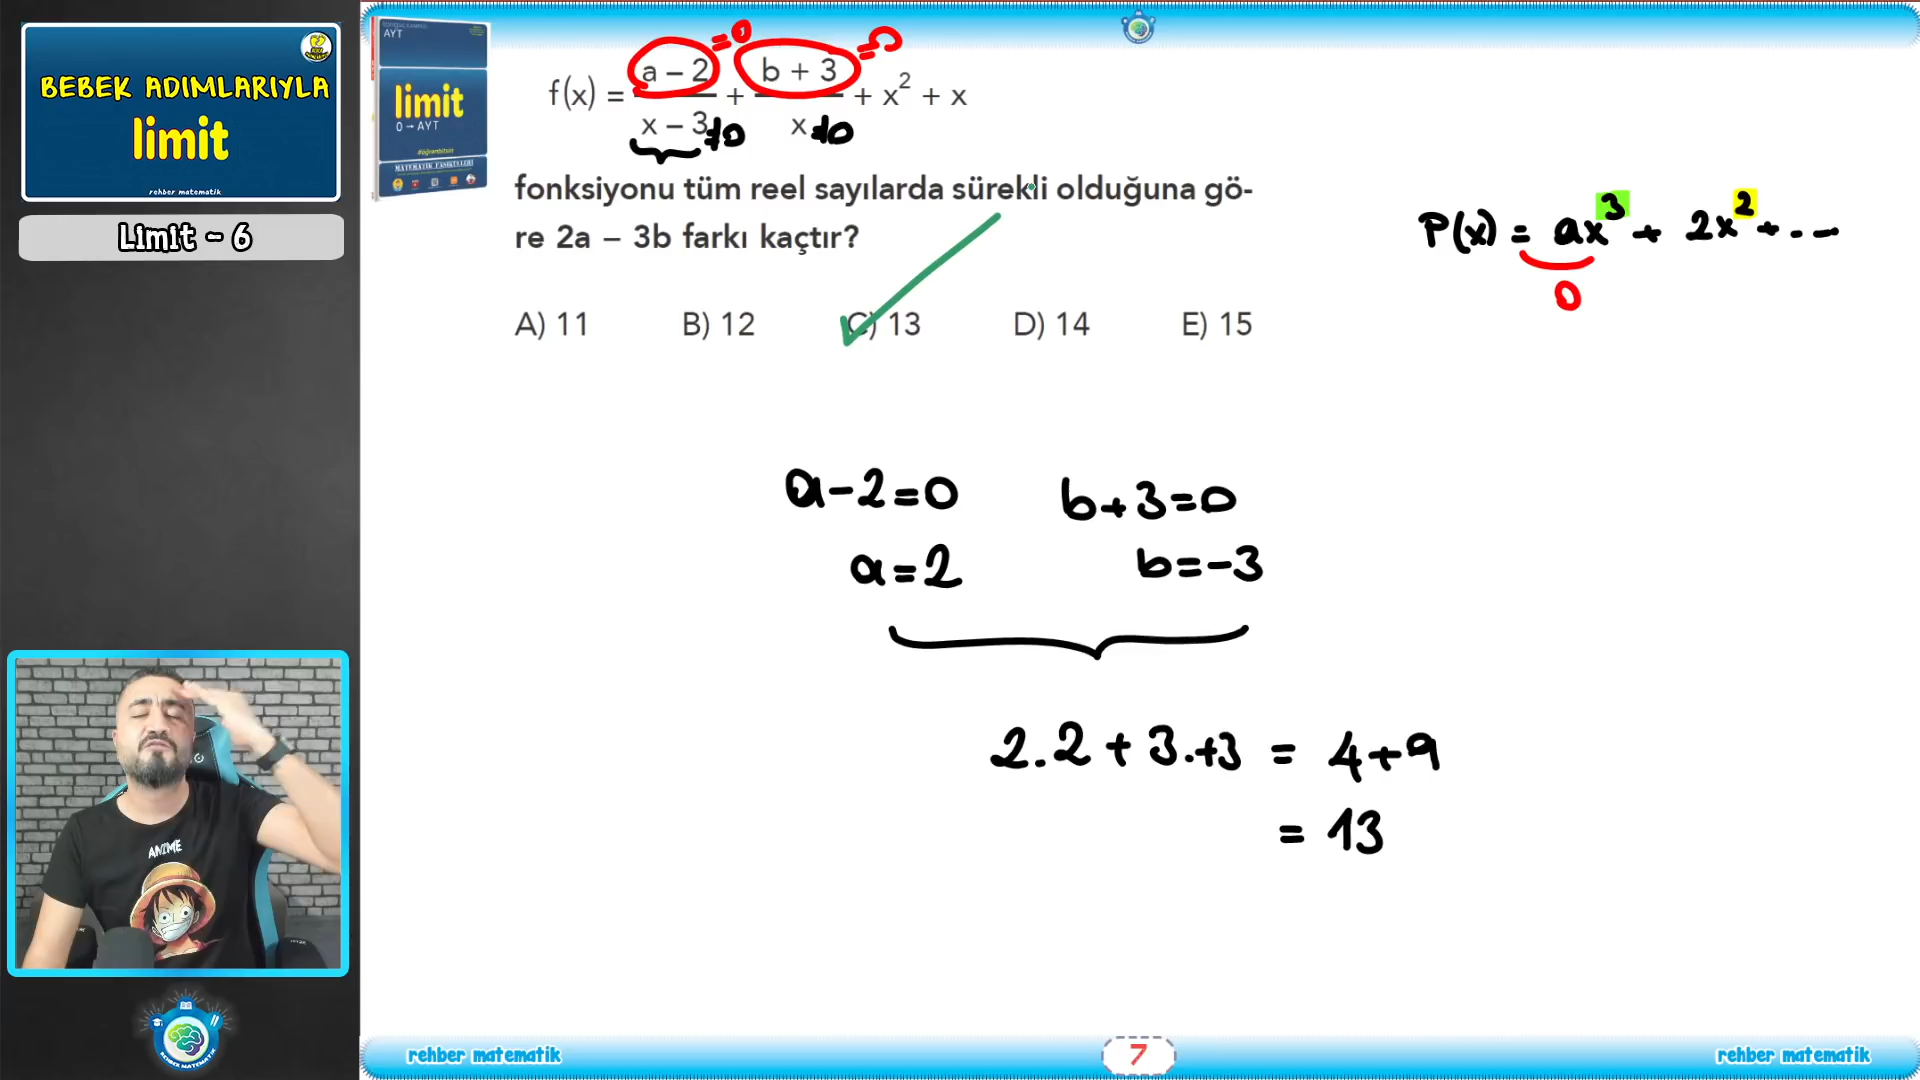 BEBEK ADIMLARIYLA
limit
rehber matematik
Limit - 6
AYT
limit
0 → AYT
#öğrenbitsin
MATEMATİK FASİKÜLLERİ
f(x) = a – 2 / x – 3 + b + 3 / x + x² + x
= 0
≠0
≠0
fonksiyonu tüm reel sayılarda sürekli olduğuna gö-
re 2a – 3b farkı kaçtır?
A) 11 B) 12 C) 13 D) 14 E) 15
P(x) = ax³ + 2x² + . . --
0
a-2=0 b+3=0
a=2 b=-3
2.2 + 3.+3 = 4+9
= 13
ANIME
REHBER MATEMATİK
rehber matematik
7
rehber matematik